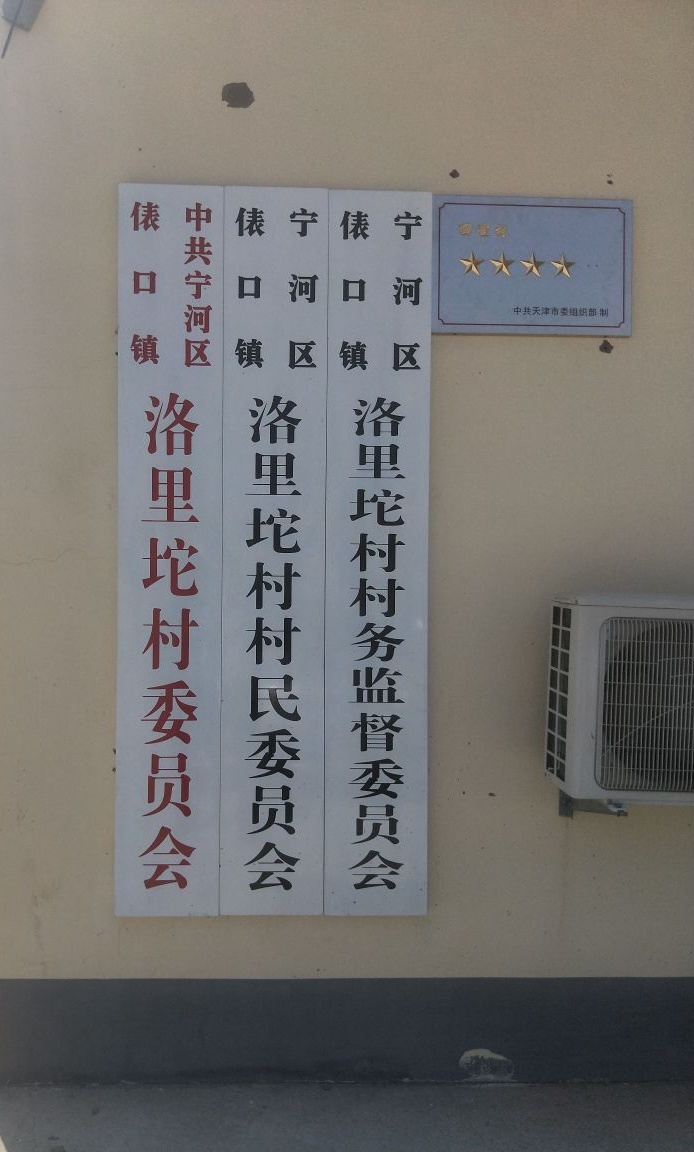 中共宁河区
俵口镇
洛里坨村委员会
宁河区
俵口镇
洛里坨村村民委员会
宁河区
俵口镇
洛里坨村村务监督委员会
四星村
中共天津市委组织部 制